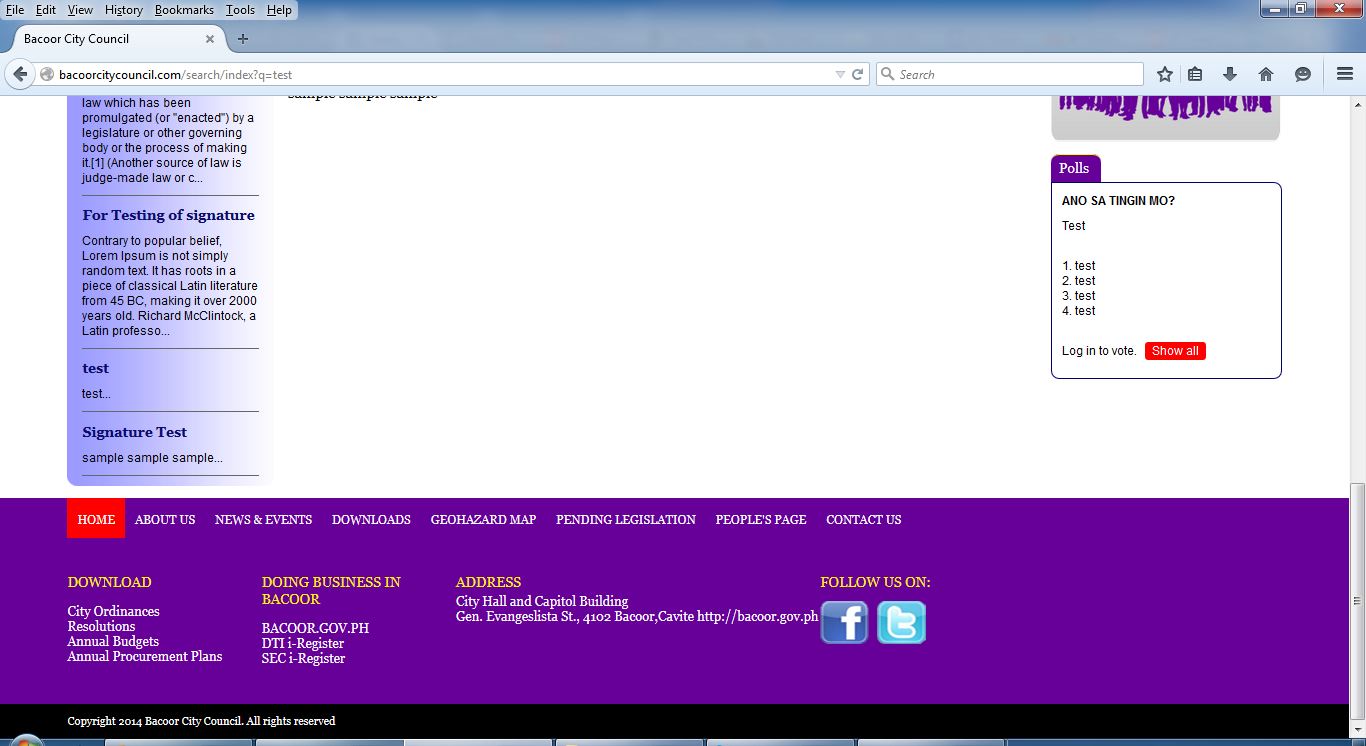 File Edit View History Bookmarks Tools Help
Bacoor City Council
bacoorcitycouncil.com/search/index?q=test
Search
law which has been
promulgated (or "enacted") by a
legislature or other governing
body or the process of making
it.[1] (Another source of law is
judge-made law or c...
For Testing of signature
Contrary to popular belief,
Lorem Ipsum is not simply
random text. It has roots in a
piece of classical Latin literature
from 45 BC, making it over 2000
years old. Richard McClintock, a
Latin professo...
test
test...
Signature Test
sample sample sample...
sample sample sample
Polls
ANO SA TINGIN MO?
Test
1. test
2. test
3. test
4. test
Log in to vote. Show all
HOME ABOUT US NEWS & EVENTS DOWNLOADS GEOHAZARD MAP PENDING LEGISLATION PEOPLE'S PAGE CONTACT US
DOWNLOAD
City Ordinances
Resolutions
Annual Budgets
Annual Procurement Plans
DOING BUSINESS IN
BACOOR
BACOOR.GOV.PH
DTI i-Register
SEC i-Register
ADDRESS
City Hall and Capitol Building
Gen. Evangeslista St., 4102 Bacoor,Cavite http://bacoor.gov.ph
FOLLOW US ON:
Copyright 2014 Bacoor City Council. All rights reserved